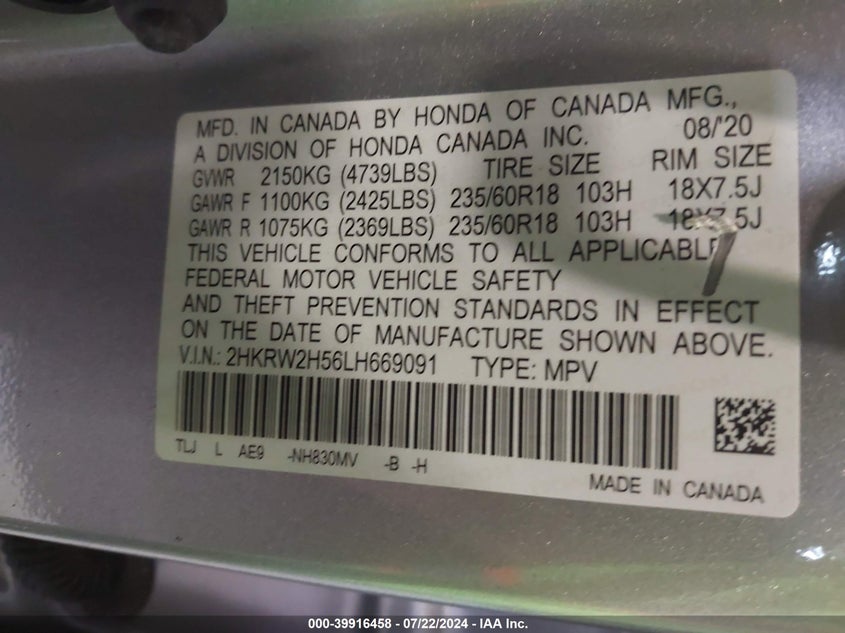 MFD. IN CANADA BY HONDA OF CANADA MFG.,
A DIVISION OF HONDA CANADA INC. 08/'20
GVWR 2150KG (4739LBS) TIRE SIZE RIM SIZE
GAWR F 1100KG (2425LBS) 235/60R18 103H 18X7.5J
GAWR R 1075KG (2369LBS) 235/60R18 103H 18X7.5J
THIS VEHICLE CONFORMS TO ALL APPLICABLE
FEDERAL MOTOR VEHICLE SAFETY
AND THEFT PREVENTION STANDARDS IN EFFECT
ON THE DATE OF MANUFACTURE SHOWN ABOVE.
V.I.N.: 2HKRW2H56LH669091 TYPE: MPV
TLJ L AE9 -NH830MV -B -H
MADE IN CANADA
000-39916458 - 07/22/2024 - IAA Inc.